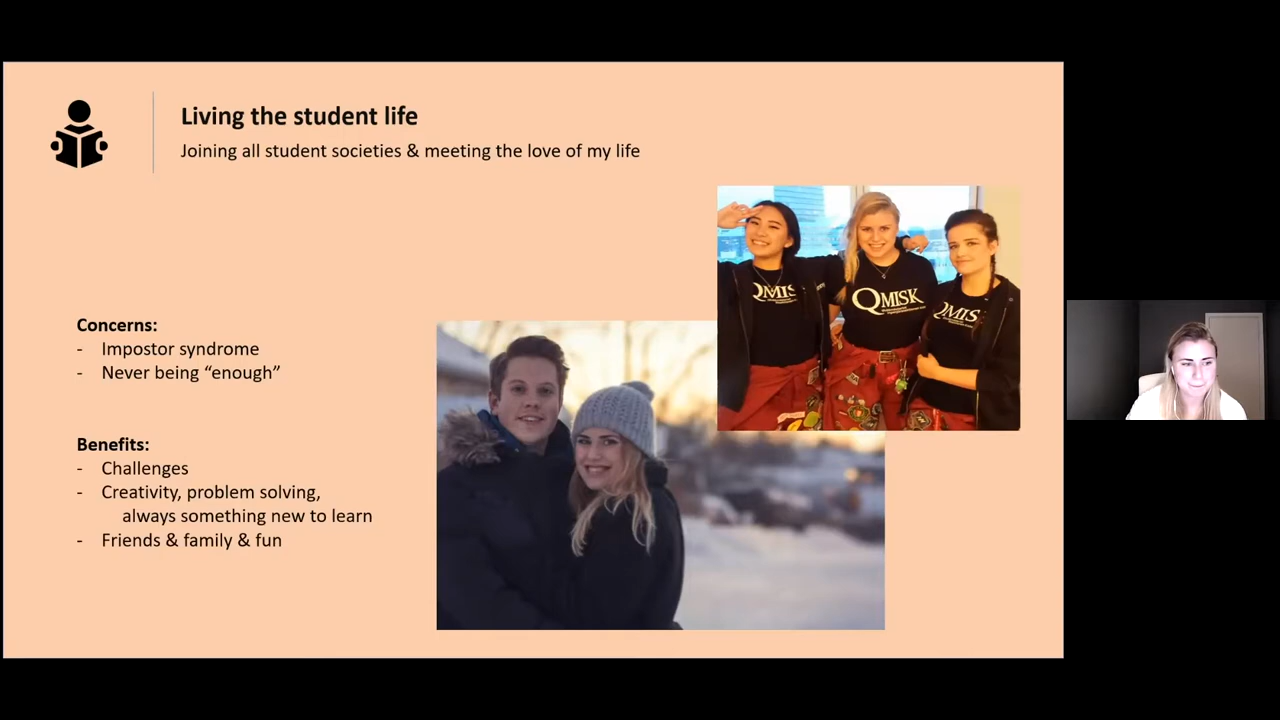 Living the student life
Joining all student societies & meeting the love of my life
Concerns:
- Impostor syndrome
- Never being “enough”
Benefits:
- Challenges
- Creativity, problem solving,
always something new to learn
- Friends & family & fun
QMISK
QMISK
QMIS